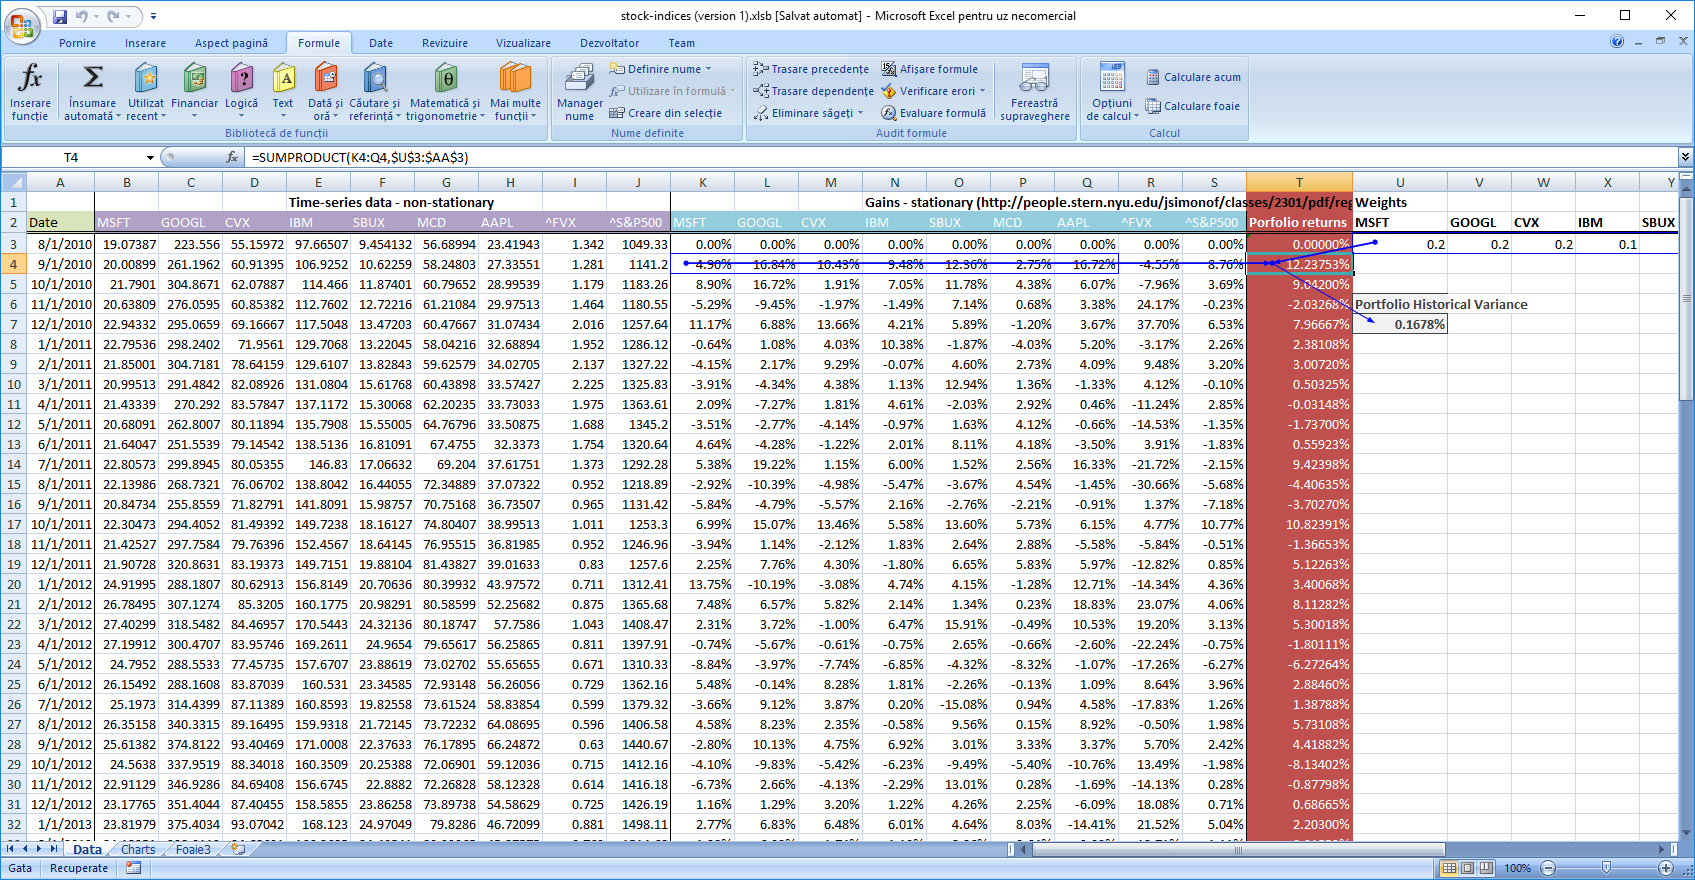 stock-indices (version 1).xlsb [Salvat automat] - Microsoft Excel pentru uz necomercial
Pornire Inserare Aspect pagină Formule Date Revizuire Vizualizare Dezvoltator Team
Inserare funcție
Însumare automată
Utilizat recent
Financiar
Logică
Text
Dată și oră
Căutare și referință
Matematică și trigonometrie
Mai multe funcții
Bibliotecă de funcții
Manager nume
Definire nume
Utilizare în formulă
Creare din selecție
Nume definite
Trasare precedențe
Trasare dependențe
Eliminare săgeți
Afișare formule
Verificare erori
Evaluare formulă
Audit formule
Fereastră supraveghere
Opțiuni de calcul
Calculare acum
Calculare foaie
Calcul
T4 fx =SUMPRODUCT(K4:Q4,$U$3:$AA$3)
A B C D E F G H I J K L M N O P Q R S T U V W X Y
1 Time-series data - non-stationary Gains - stationary (http://people.stern.nyu.edu/jsimonof/classes/2301/pdf/reg Weights
2 Date MSFT GOOGL CVX IBM SBUX MCD AAPL ^FVX ^S&P500 MSFT GOOGL CVX IBM SBUX MCD AAPL ^FVX ^S&P500 Porfolio returns MSFT GOOGL CVX IBM SBUX
3 8/1/2010 19.07387 223.556 55.15972 97.66507 9.454132 56.68994 23.41943 1.342 1049.33 0.00% 0.00% 0.00% 0.00% 0.00% 0.00% 0.00% 0.00% 0.00% 0.00000% 0.2 0.2 0.2 0.1
4 9/1/2010 20.00899 261.1962 60.91395 106.9252 10.62259 58.24803 27.33551 1.281 1141.2 4.90% 16.84% 10.43% 9.48% 12.36% 2.75% 16.72% -4.55% 8.76% 12.23753%
5 10/1/2010 21.7901 304.8671 62.07887 114.466 11.87401 60.79652 28.99539 1.179 1183.26 8.90% 16.72% 1.91% 7.05% 11.78% 4.38% 6.07% -7.96% 3.69% 9.04200%
6 11/1/2010 20.63809 276.0595 60.85382 112.7602 12.72216 61.21084 29.97513 1.464 1180.55 -5.29% -9.45% -1.97% -1.49% 7.14% 0.68% 3.38% 24.17% -0.23% -2.03268% Portfolio Historical Variance
7 12/1/2010 22.94332 295.0659 69.16667 117.5048 13.47203 60.47667 31.07434 2.016 1257.64 11.17% 6.88% 13.66% 4.21% 5.89% -1.20% 3.67% 37.70% 6.53% 7.96667% 0.1678%
8 1/1/2011 22.79536 298.2402 71.9561 129.7068 13.22045 58.04216 32.68894 1.952 1286.12 -0.64% 1.08% 4.03% 10.38% -1.87% -4.03% 5.20% -3.17% 2.26% 2.38108%
9 2/1/2011 21.85001 304.7181 78.64159 129.6107 13.82843 59.62579 34.02705 2.137 1327.22 -4.15% 2.17% 9.29% -0.07% 4.60% 2.73% 4.09% 9.48% 3.20% 3.00720%
10 3/1/2011 20.99513 291.4842 82.08926 131.0804 15.61768 60.43898 33.57427 2.225 1325.83 -3.91% -4.34% 4.38% 1.13% 12.94% 1.36% -1.33% 4.12% -0.10% 0.50325%
11 4/1/2011 21.43339 270.292 83.57847 137.1172 15.30068 62.20235 33.73033 1.975 1363.61 2.09% -7.27% 1.81% 4.61% -2.03% 2.92% 0.46% -11.24% 2.85% -0.03148%
12 5/1/2011 20.68091 262.8007 80.11894 135.7908 15.55005 64.76796 33.50875 1.688 1345.2 -3.51% -2.77% -4.14% -0.97% 1.63% 4.12% -0.66% -14.53% -1.35% -1.73700%
13 6/1/2011 21.64047 251.5539 79.14542 138.5136 16.81091 67.4755 32.3373 1.754 1320.64 4.64% -4.28% -1.22% 2.01% 8.11% 4.18% -3.50% 3.91% -1.83% 0.55923%
14 7/1/2011 22.80573 299.8945 80.05355 146.83 17.06632 69.204 37.61751 1.373 1292.28 5.38% 19.22% 1.15% 6.00% 1.52% 2.56% 16.33% -21.72% -2.15% 9.42398%
15 8/1/2011 22.13986 268.7321 76.06702 138.8042 16.44055 72.34889 37.07322 0.952 1218.89 -2.92% -10.39% -4.98% -5.47% -3.67% 4.54% -1.45% -30.66% -5.68% -4.40635%
16 9/1/2011 20.84734 255.8559 71.82791 141.8091 15.98757 70.75168 36.73507 0.965 1131.42 -5.84% -4.79% -5.57% 2.16% -2.76% -2.21% -0.91% 1.37% -7.18% -3.70270%
17 10/1/2011 22.30473 294.4052 81.49392 149.7238 18.16127 74.80407 38.99513 1.011 1253.3 6.99% 15.07% 13.46% 5.58% 13.60% 5.73% 6.15% 4.77% 10.77% 10.82391%
18 11/1/2011 21.42527 297.7584 79.76396 152.4567 18.64145 76.95515 36.81985 0.952 1246.96 -3.94% 1.14% -2.12% 1.83% 2.64% 2.88% -5.58% -5.84% -0.51% -1.36653%
19 12/1/2011 21.90728 320.8631 83.19373 149.7151 19.88104 81.43827 39.01633 0.83 1257.6 2.25% 7.76% 4.30% -1.80% 6.65% 5.83% 5.97% -12.82% 0.85% 5.12263%
20 1/1/2012 24.91995 288.1807 80.62913 156.8149 20.70636 80.39932 43.97572 0.711 1312.41 13.75% -10.19% -3.08% 4.74% 4.15% -1.28% 12.71% -14.34% 4.36% 3.40068%
21 2/1/2012 26.78495 307.1274 85.3205 160.1775 20.98291 80.58599 52.25682 0.875 1365.68 7.48% 6.57% 5.82% 2.14% 1.34% 0.23% 18.83% 23.07% 4.06% 8.11282%
22 3/1/2012 27.40299 318.5482 84.46957 170.5443 24.32136 80.18747 57.7586 1.043 1408.47 2.31% 3.72% -1.00% 6.47% 15.91% -0.49% 10.53% 19.20% 3.13% 5.30018%
23 4/1/2012 27.19912 300.4707 83.95746 169.2611 24.9654 79.65617 56.25865 0.811 1397.91 -0.74% -5.67% -0.61% -0.75% 2.65% -0.66% -2.60% -22.24% -0.75% -1.80111%
24 5/1/2012 24.7952 288.5533 77.45735 157.6707 23.88619 73.02702 55.65655 0.671 1310.33 -8.84% -3.97% -7.74% -6.85% -4.32% -8.32% -1.07% -17.26% -6.27% -6.27264%
25 6/1/2012 26.15492 288.1608 83.87039 160.531 23.34585 72.93148 56.26056 0.729 1362.16 5.48% -0.14% 8.28% 1.81% -2.26% -0.13% 1.09% 8.64% 3.96% 2.88460%
26 7/1/2012 25.1973 314.4399 87.11389 160.8593 19.82558 73.61524 58.83854 0.599 1379.32 -3.66% 9.12% 3.87% 0.20% -15.08% 0.94% 4.58% -17.83% 1.26% 1.38788%
27 8/1/2012 26.35158 340.3315 89.16495 159.9318 21.72145 73.72232 64.08695 0.596 1406.58 4.58% 8.23% 2.35% -0.58% 9.56% 0.15% 8.92% -0.50% 1.98% 5.73108%
28 9/1/2012 25.61382 374.8122 93.40469 171.0008 22.37633 76.17895 66.24872 0.63 1440.67 -2.80% 10.13% 4.75% 6.92% 3.01% 3.33% 3.37% 5.70% 2.42% 4.41882%
29 10/1/2012 24.5638 337.9519 88.34018 160.3509 20.25388 72.06901 59.12036 0.715 1412.16 -4.10% -9.83% -5.42% -6.23% -9.49% -5.40% -10.76% 13.49% -1.98% -8.13402%
30 11/1/2012 22.91129 346.9286 84.69408 156.6745 22.8882 72.26828 58.12328 0.614 1416.18 -6.73% 2.66% -4.13% -2.29% 13.01% 0.28% -1.69% -14.13% 0.28% -0.87798%
31 12/1/2012 23.17765 351.4044 87.40455 158.5855 23.86258 73.89738 54.58629 0.725 1426.19 1.16% 1.29% 3.20% 1.22% 4.26% 2.25% -6.09% 18.08% 0.71% 0.68665%
32 1/1/2013 23.81979 375.4034 93.07042 168.123 24.97049 79.8286 46.72099 0.881 1498.11 2.77% 6.83% 6.48% 6.01% 4.64% 8.03% -14.41% 21.52% 5.04% 2.20300%
Data Charts Foaie3
Gata Recuperate 100%